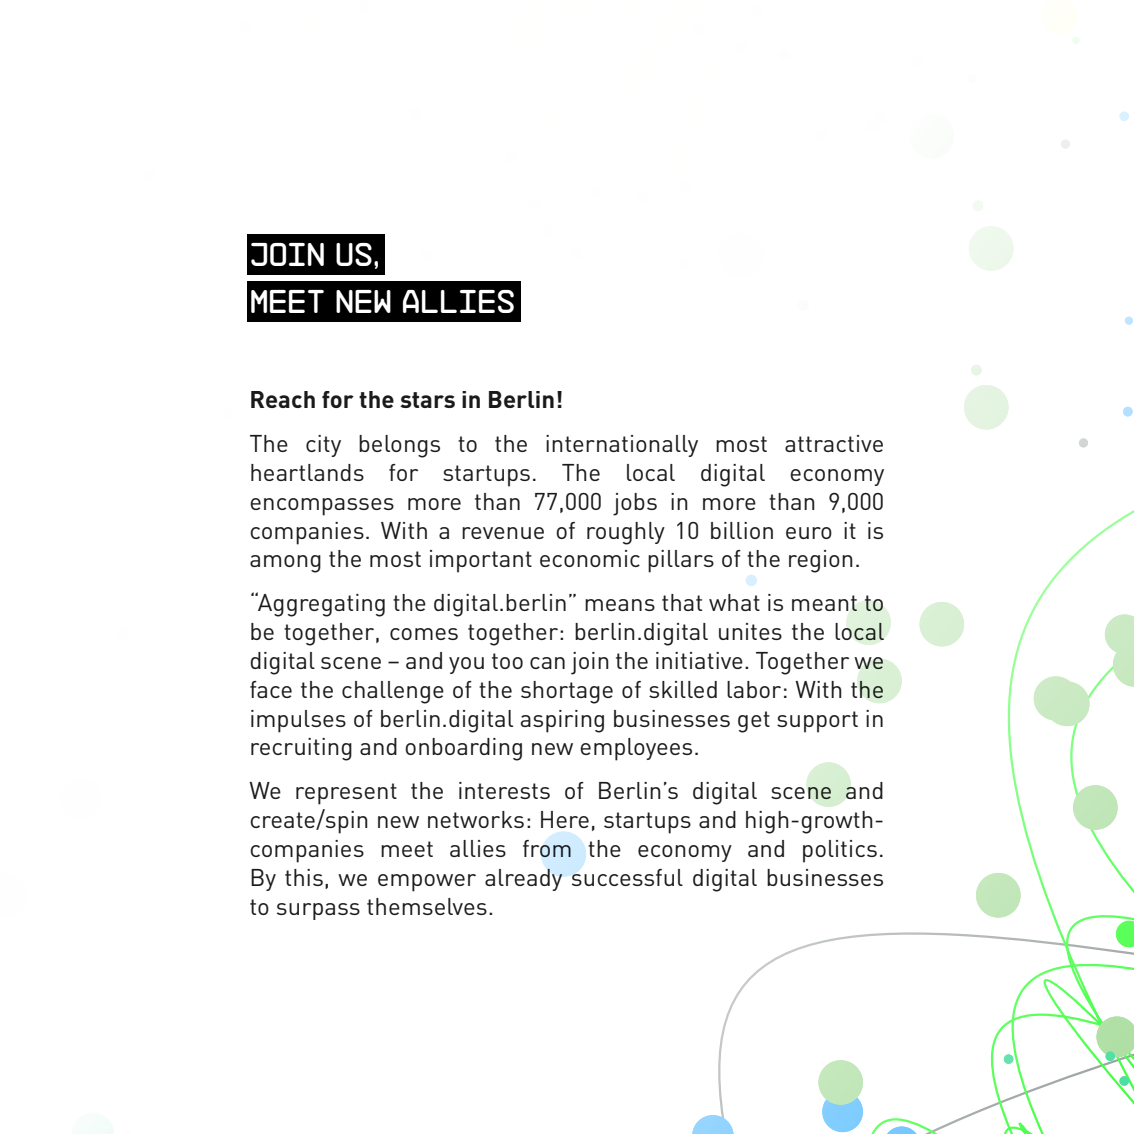 JOIN US,
MEET NEW ALLIES
Reach for the stars in Berlin!
The city belongs to the internationally most attractive
heartlands for startups. The local digital economy
encompasses more than 77,000 jobs in more than 9,000
companies. With a revenue of roughly 10 billion euro it is
among the most important economic pillars of the region.
“Aggregating the digital.berlin” means that what is meant to
be together, comes together: berlin.digital unites the local
digital scene – and you too can join the initiative. Together we
face the challenge of the shortage of skilled labor: With the
impulses of berlin.digital aspiring businesses get support in
recruiting and onboarding new employees.
We represent the interests of Berlin’s digital scene and
create/spin new networks: Here, startups and high-growth-
companies meet allies from the economy and politics.
By this, we empower already successful digital businesses
to surpass themselves.